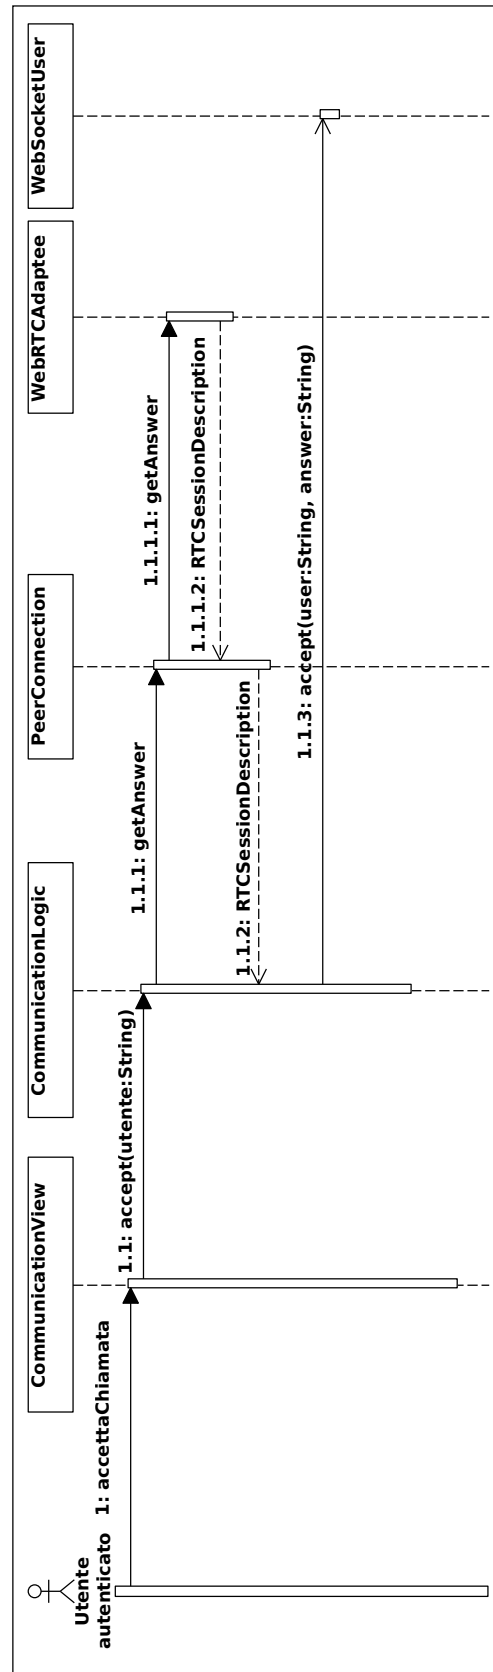 Utente
autenticato
CommunicationView
CommunicationLogic
PeerConnection
WebRTCAdaptee
WebSocketUser
1: accettaChiamata
1.1: accept(utente:String)
1.1.1: getAnswer
1.1.1.1: getAnswer
1.1.1.2: RTCSessionDescription
1.1.2: RTCSessionDescription
1.1.3: accept(user:String, answer:String)